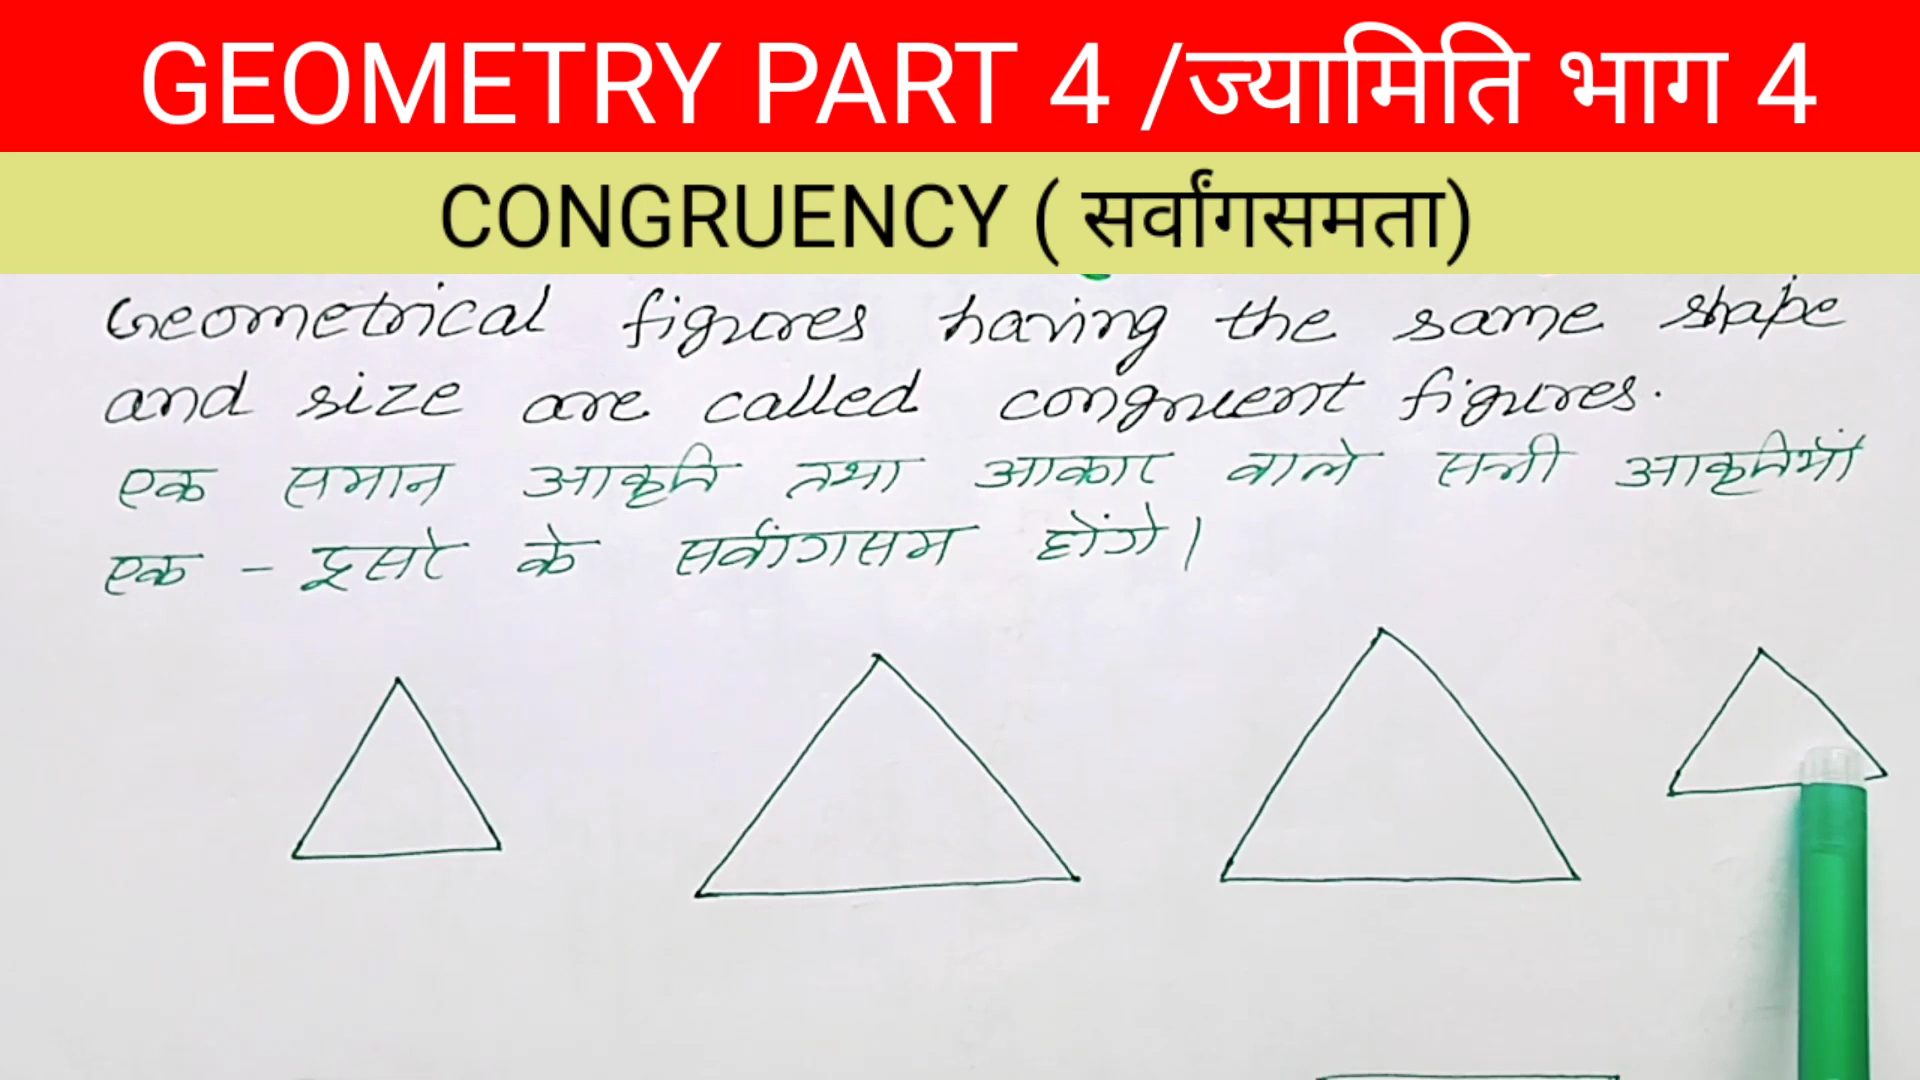 GEOMETRY PART 4 /ज्यामिति भाग 4
CONGRUENCY ( सर्वांगसमता)
Geometrical figures having the same shape
and size are called congruent figures.
एक समान आकृति तथा आकार वाले सभी आकृतियाँ
एक - दूसरे के सर्वांगसम होंगे।